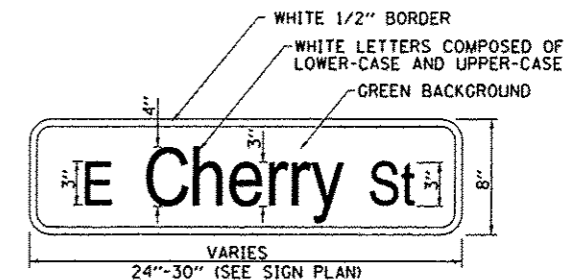 WHITE 1/2" BORDER
WHITE LETTERS COMPOSED OF
LOWER-CASE AND UPPER-CASE
GREEN BACKGROUND
4"
3"
3"
E Cherry St
3"
8"
VARIES
24"-30" (SEE SIGN PLAN)